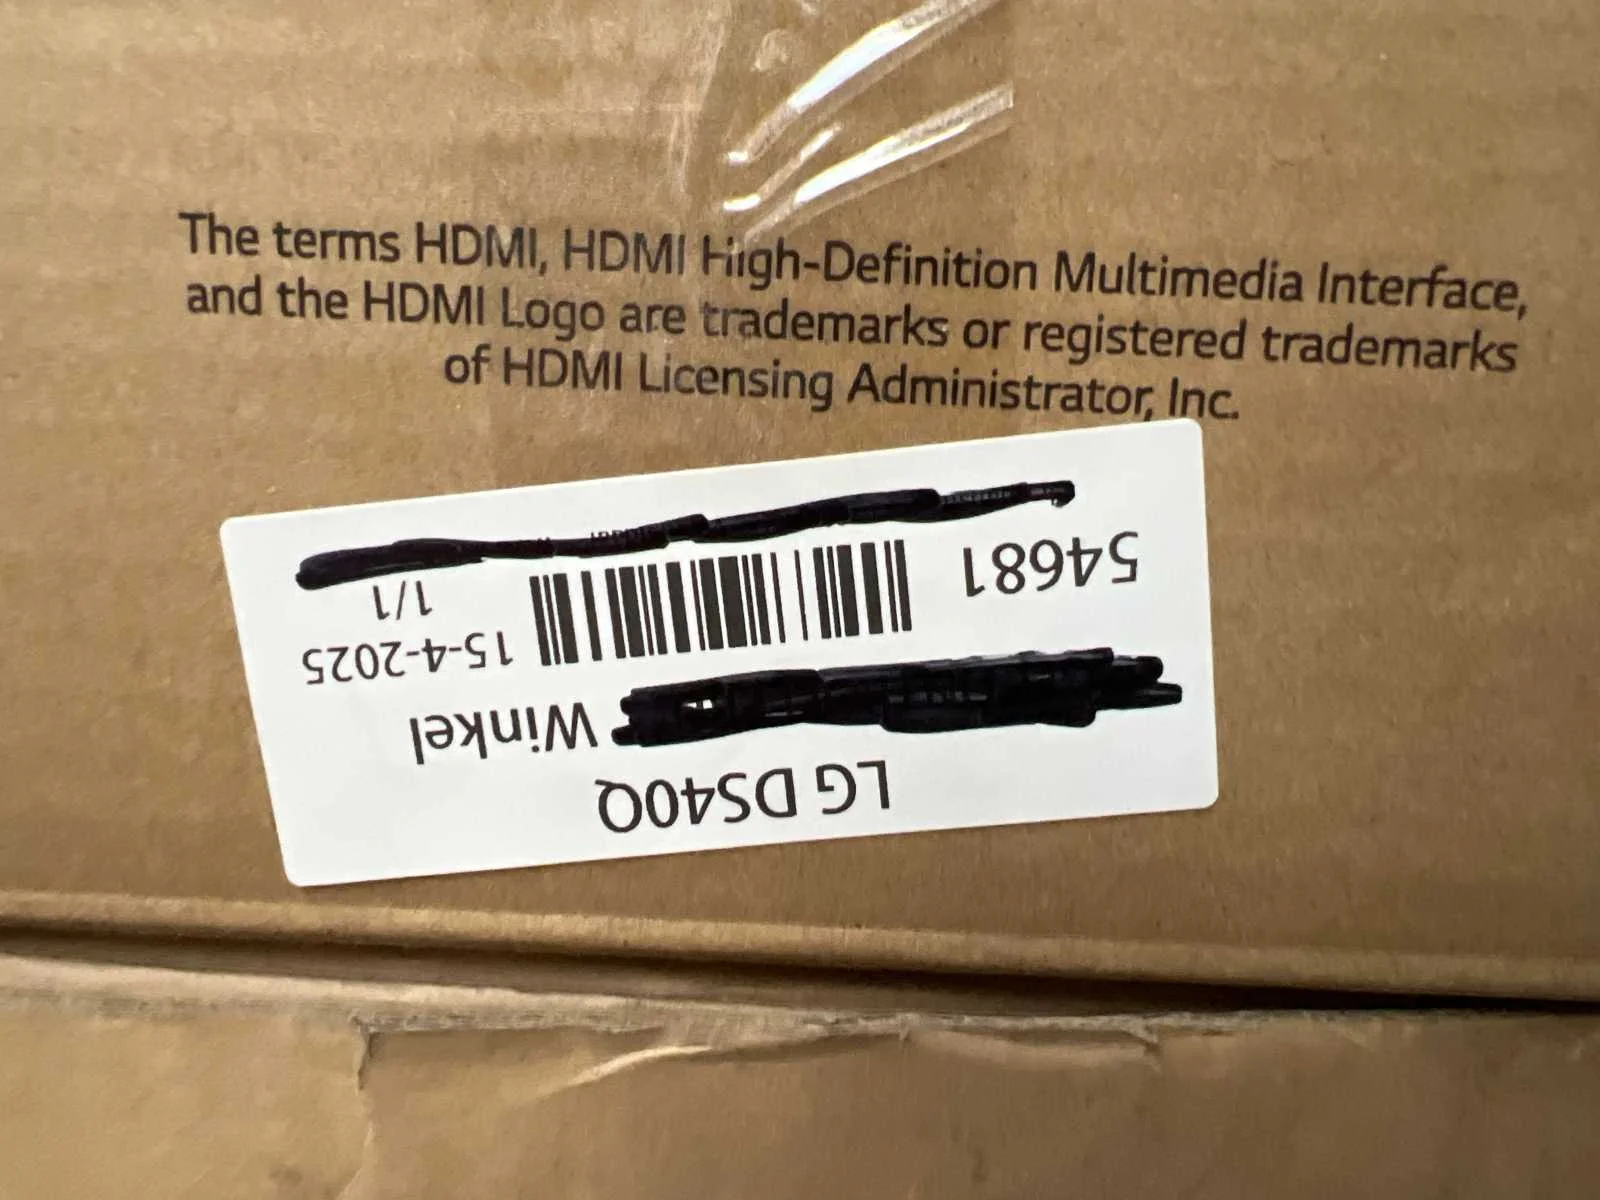 The terms HDMI, HDMI High-Definition Multimedia Interface,
and the HDMI Logo are trademarks or registered trademarks
of HDMI Licensing Administrator, Inc.
LG DS40Q
Winkel
15-4-2025
54681
1/1